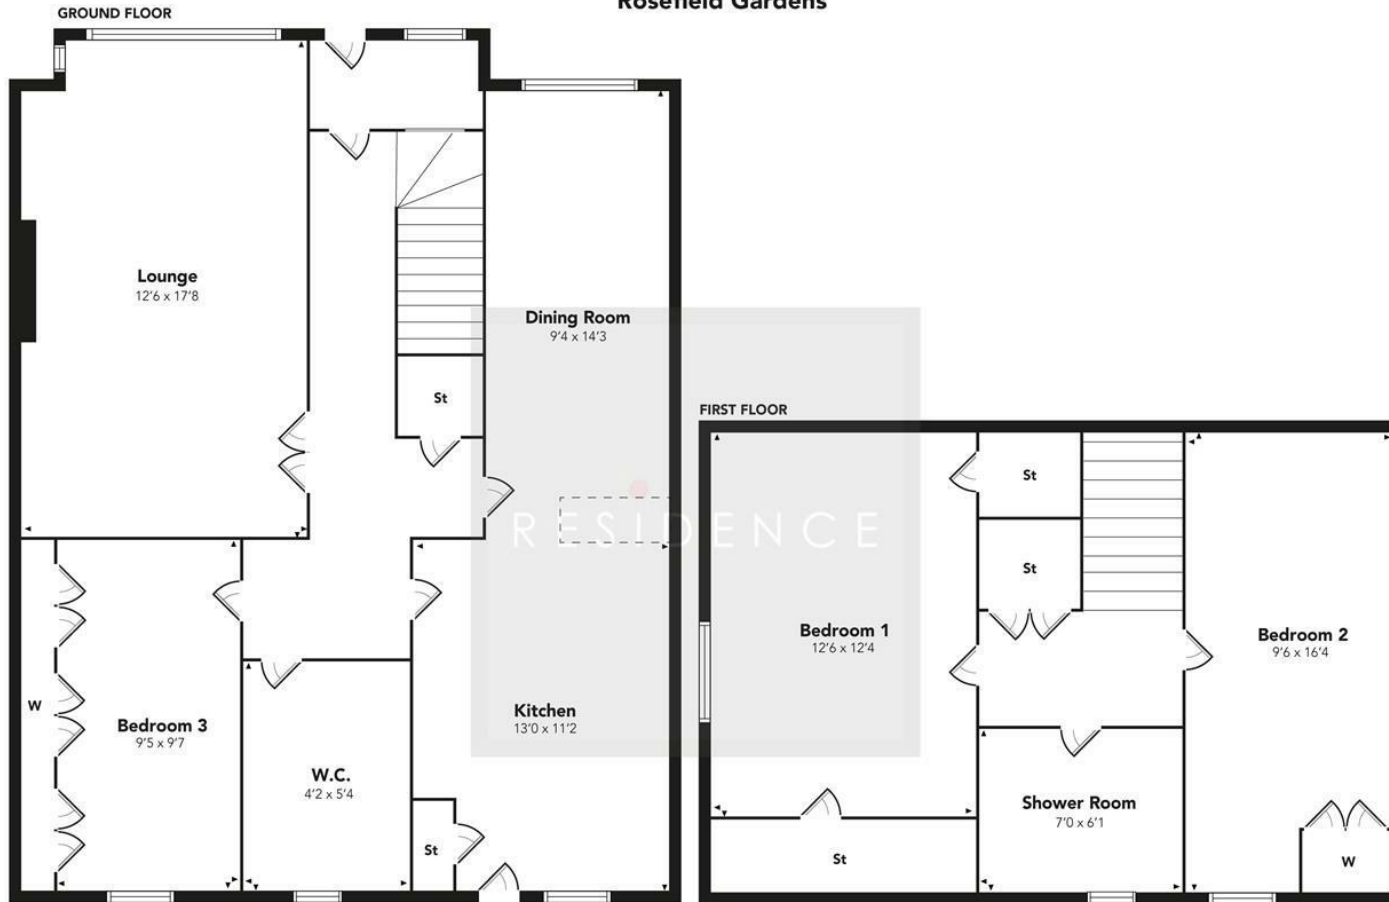 Rosefield Gardens
GROUND FLOOR
Lounge
12'6 x 17'8
Dining Room
9'4 x 14'3
St
RESIDENCE
W
Bedroom 3
9'5 x 9'7
W.C.
4'2 x 5'4
Kitchen
13'0 x 11'2
St
FIRST FLOOR
St
St
Bedroom 1
12'6 x 12'4
Bedroom 2
9'6 x 16'4
Shower Room
7'0 x 6'1
St
W